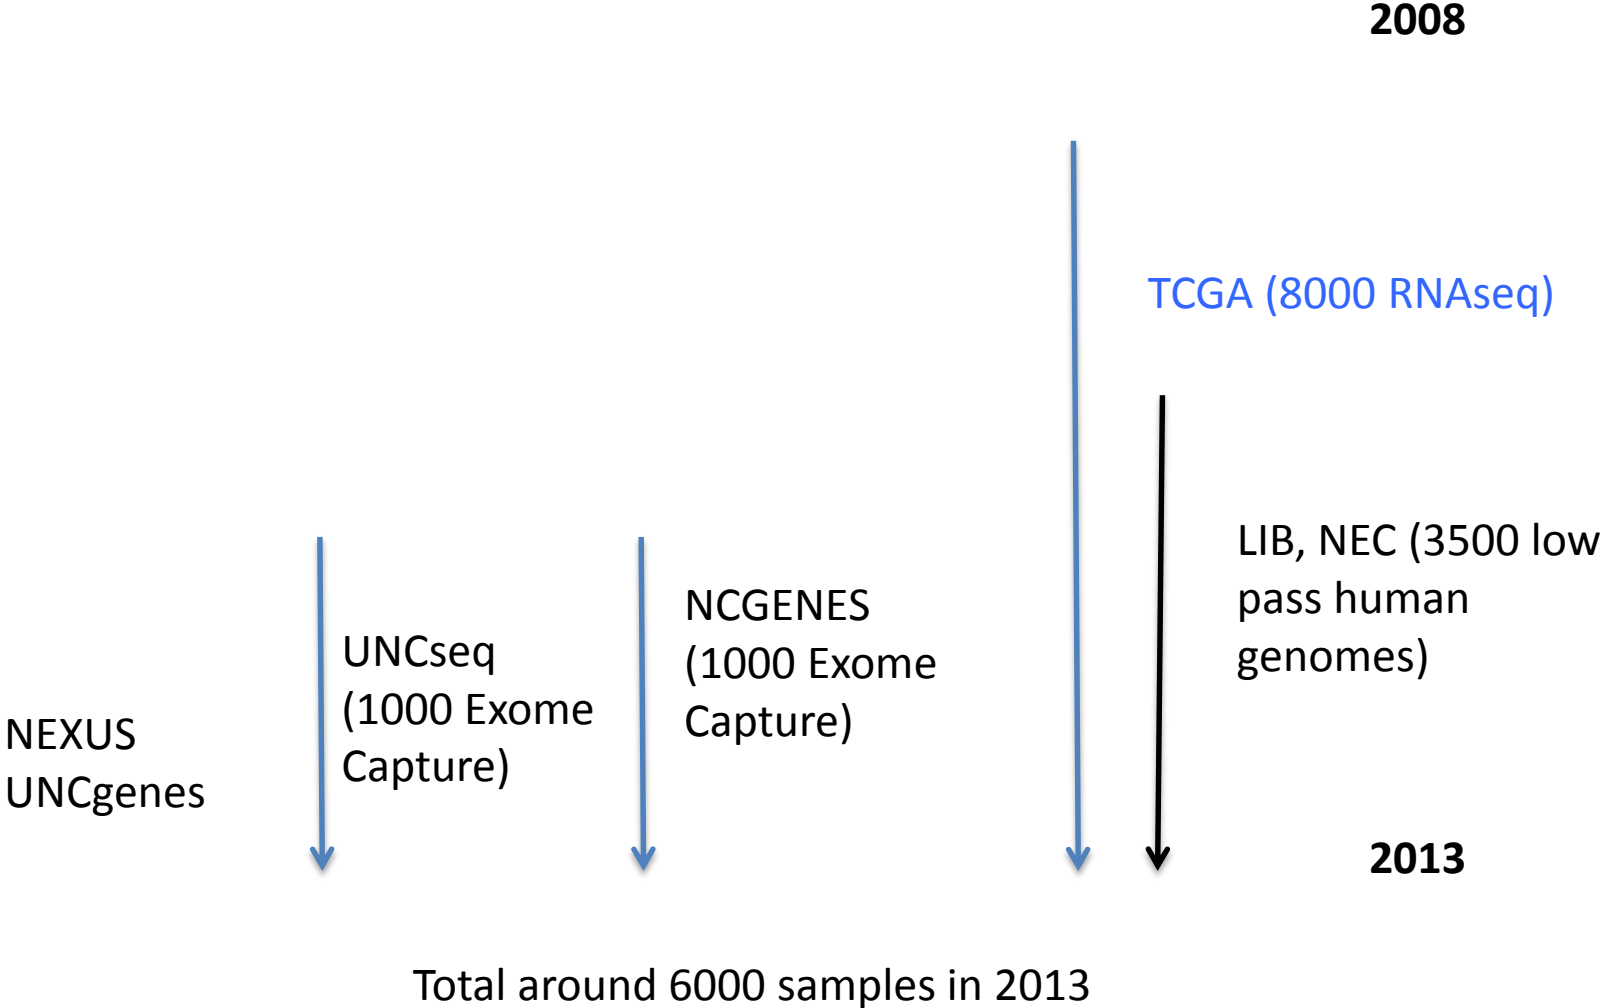 2008
TCGA (8000 RNAseq)
LIB, NEC (3500 low
pass human
genomes)
NCGENES
(1000 Exome
Capture)
UNCseq
(1000 Exome
Capture)
NEXUS
UNCgenes
2013
Total around 6000 samples in 2013